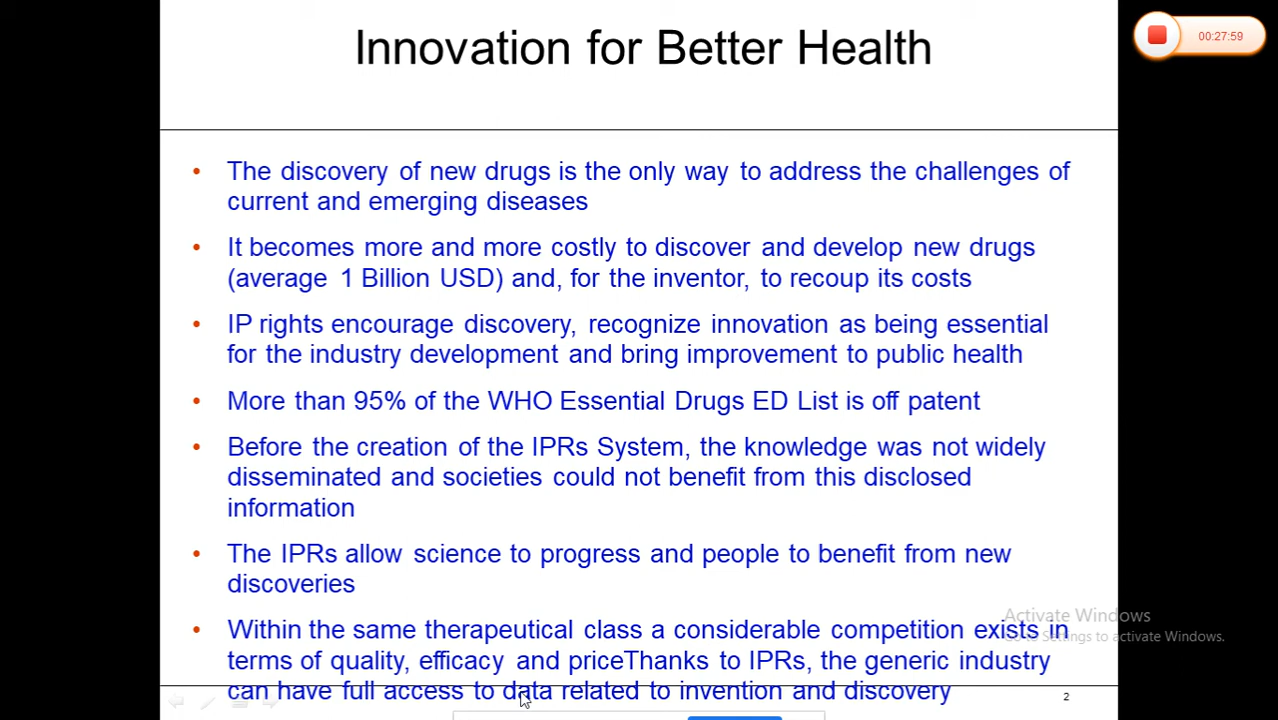 Innovation for Better Health
00:27:59
• The discovery of new drugs is the only way to address the challenges of
current and emerging diseases
• It becomes more and more costly to discover and develop new drugs
(average 1 Billion USD) and, for the inventor, to recoup its costs
• IP rights encourage discovery, recognize innovation as being essential
for the industry development and bring improvement to public health
• More than 95% of the WHO Essential Drugs ED List is off patent
• Before the creation of the IPRs System, the knowledge was not widely
disseminated and societies could not benefit from this disclosed
information
• The IPRs allow science to progress and people to benefit from new
discoveries
• Within the same therapeutical class a considerable competition exists in
terms of quality, efficacy and priceThanks to IPRs, the generic industry
can have full access to data related to invention and discovery
Activate Windows
Go to Settings to activate Windows.
2